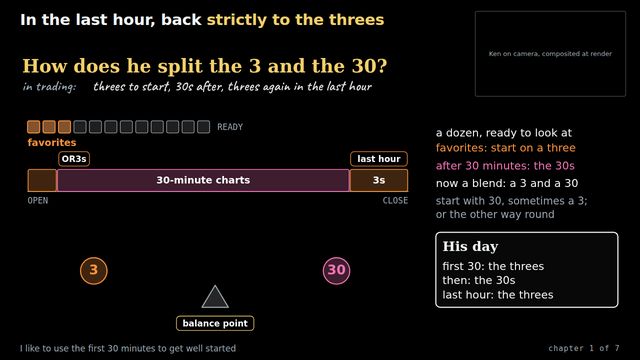 In the last hour, back strictly to the threes
Ken on camera, composited at render
How does he split the 3 and the 30?
in trading: threes to start, 30s after, threes again in the last hour
READY
favorites
OR3s
last hour
30-minute charts
3s
OPEN
CLOSE
3
30
balance point
a dozen, ready to look at
favorites: start on a three
after 30 minutes: the 30s
now a blend: a 3 and a 30
start with 30, sometimes a 3;
or the other way round
His day
first 30: the threes
then: the 30s
last hour: the threes
I like to use the first 30 minutes to get well started
chapter 1 of 7